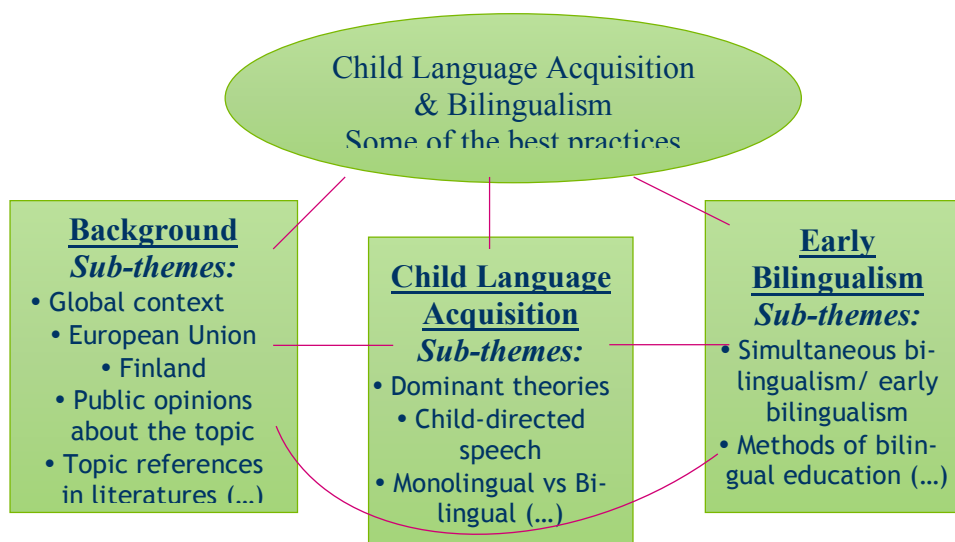 Child Language Acquisition
& Bilingualism
Some of the best practices
Background
Sub-themes:
• Global context
• European Union
• Finland
• Public opinions
about the topic
• Topic references
in literatures (…)
Child Language
Acquisition
Sub-themes:
• Dominant theories
• Child-directed
speech
• Monolingual vs Bi-
lingual (…)
Early
Bilingualism
Sub-themes:
• Simultaneous bi-
lingualism/ early
bilingualism
• Methods of bilin-
gual education (…)